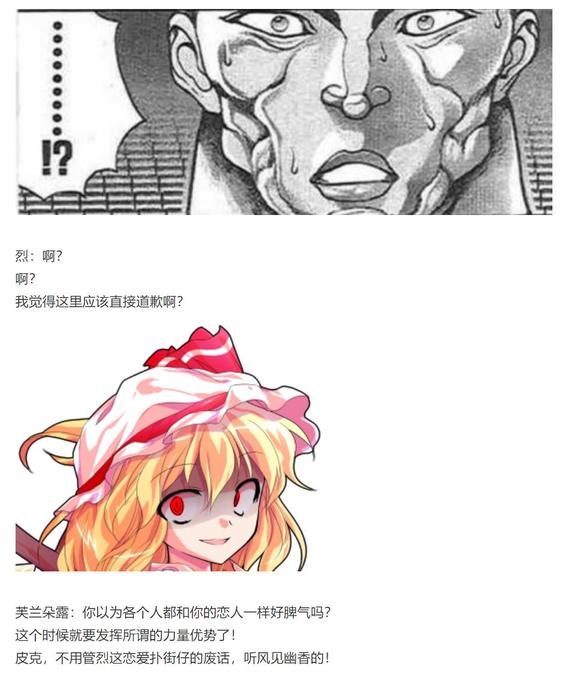 ………
!?
烈：啊？
啊？
我觉得这里应该直接道歉啊？
芙兰朵露：你以为各个人都和你的恋人一样好脾气吗？
这个时候就要发挥所谓的力量优势了！
皮克，不用管烈这恋爱扑街仔的废话，听风见幽香的！